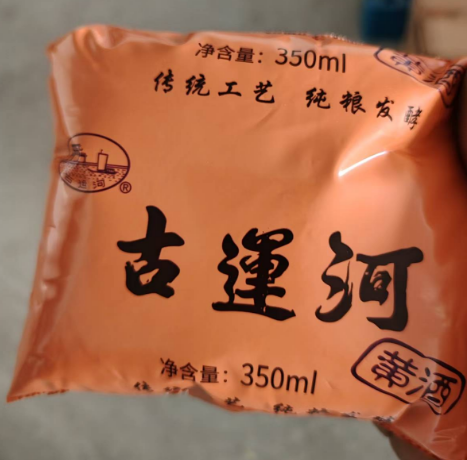 净含量：350ml
传统工艺 纯粮发酵
®
古運河
净含量：350ml
黄酒